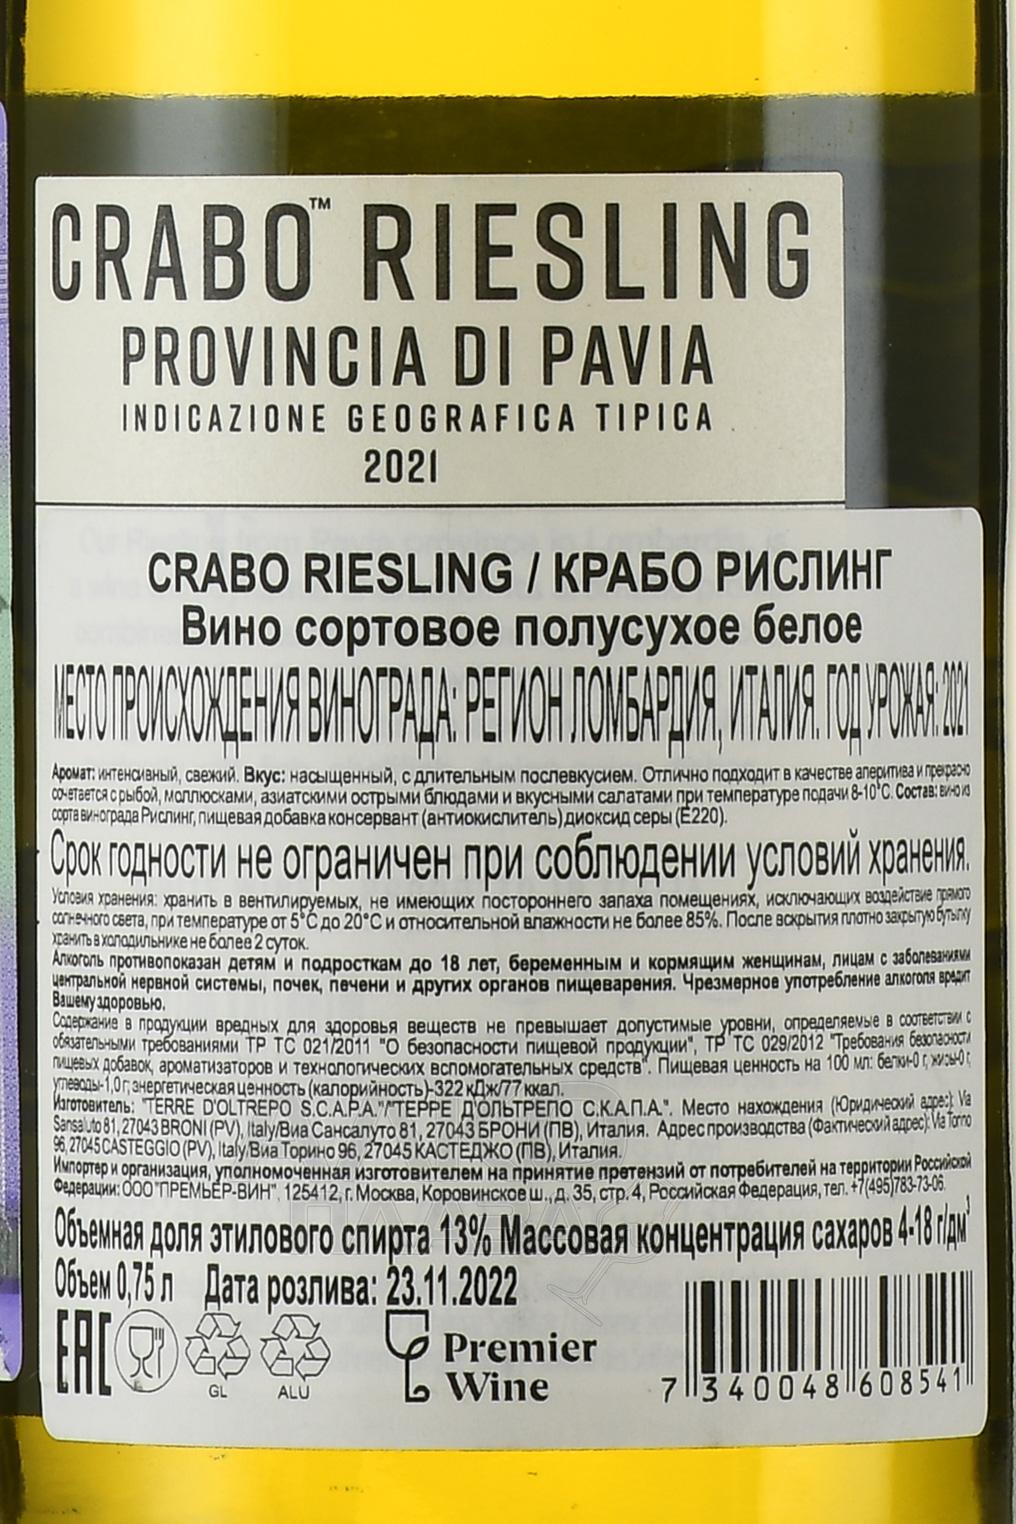 CRABO™ RIESLING
PROVINCIA DI PAVIA
INDICAZIONE GEOGRAFICA TIPICA
2021
CRABO RIESLING / КРАБО РИСЛИНГ
Вино сортовое полусухое белое
МЕСТО ПРОИСХОЖДЕНИЯ ВИНОГРАДА: РЕГИОН ЛОМБАРДИЯ, ИТАЛИЯ. ГОД УРОЖАЯ: 2021
Аромат: интенсивный, свежий. Вкус: насыщенный, с длительным послевкусием. Отлично подходит в качестве аперитива и прекрасно
сочетается с рыбой, моллюсками, азиатскими острыми блюдами и вкусными салатами при температуре подачи 8-10°С. Состав: вино из
сорта винограда Рислинг, пищевая добавка консервант (антиокислитель) диоксид серы (Е220).
Срок годности не ограничен при соблюдении условий хранения.
Условия хранения: хранить в вентилируемых, не имеющих постороннего запаха помещениях, исключающих воздействие прямого
солнечного света, при температуре от 5°С до 20°С и относительной влажности не более 85%. После вскрытия плотно закрытую бутылку
хранить в холодильнике не более 2 суток.
Алкоголь противопоказан детям и подросткам до 18 лет, беременным и кормящим женщинам, лицам с заболеваниями
центральной нервной системы, почек, печени и других органов пищеварения. Чрезмерное употребление алкоголя вредит
Вашему здоровью.
Содержание в продукции вредных для здоровья веществ не превышает допустимые уровни, определяемые в соответствии с
обязательными требованиями ТР ТС 021/2011 "О безопасности пищевой продукции", ТР ТС 029/2012 "Требования безопасности
пищевых добавок, ароматизаторов и технологических вспомогательных средств". Пищевая ценность на 100 мл: белки-0 г, жиры-0 г,
углеводы-1,0 г; энергетическая ценность (калорийность)-322 кДж/77 ккал.
Изготовитель: "TERRE D'OLTREPO S.C.A.P.A."/"ТЕРРЕ Д'ОЛЬТРЕПО С.К.А.П.А.". Место нахождения (Юридический адрес): Via
Sansaluto 81, 27043 BRONI (PV), Italy/Виа Сансалуто 81, 27043 БРОНИ (ПВ), Италия. Адрес производства (Фактический адрес): Via Torino
96, 27045 CASTEGGIO (PV), Italy/Виа Торино 96, 27045 КАСТЕДЖО (ПВ), Италия.
Импортер и организация, уполномоченная изготовителем на принятие претензий от потребителей на территории Российской
Федерации: ООО "ПРЕМЬЕР-ВИН". 125412, г. Москва, Коровинское ш., д. 35, стр. 4, Российская Федерация, тел. +7(495)783-73-06.
Объемная доля этилового спирта 13% Массовая концентрация сахаров 4-18 г/дм³
Объем 0,75 л Дата розлива: 23.11.2022
EAC
GL
ALU
Premier
Wine
7 340048 608541